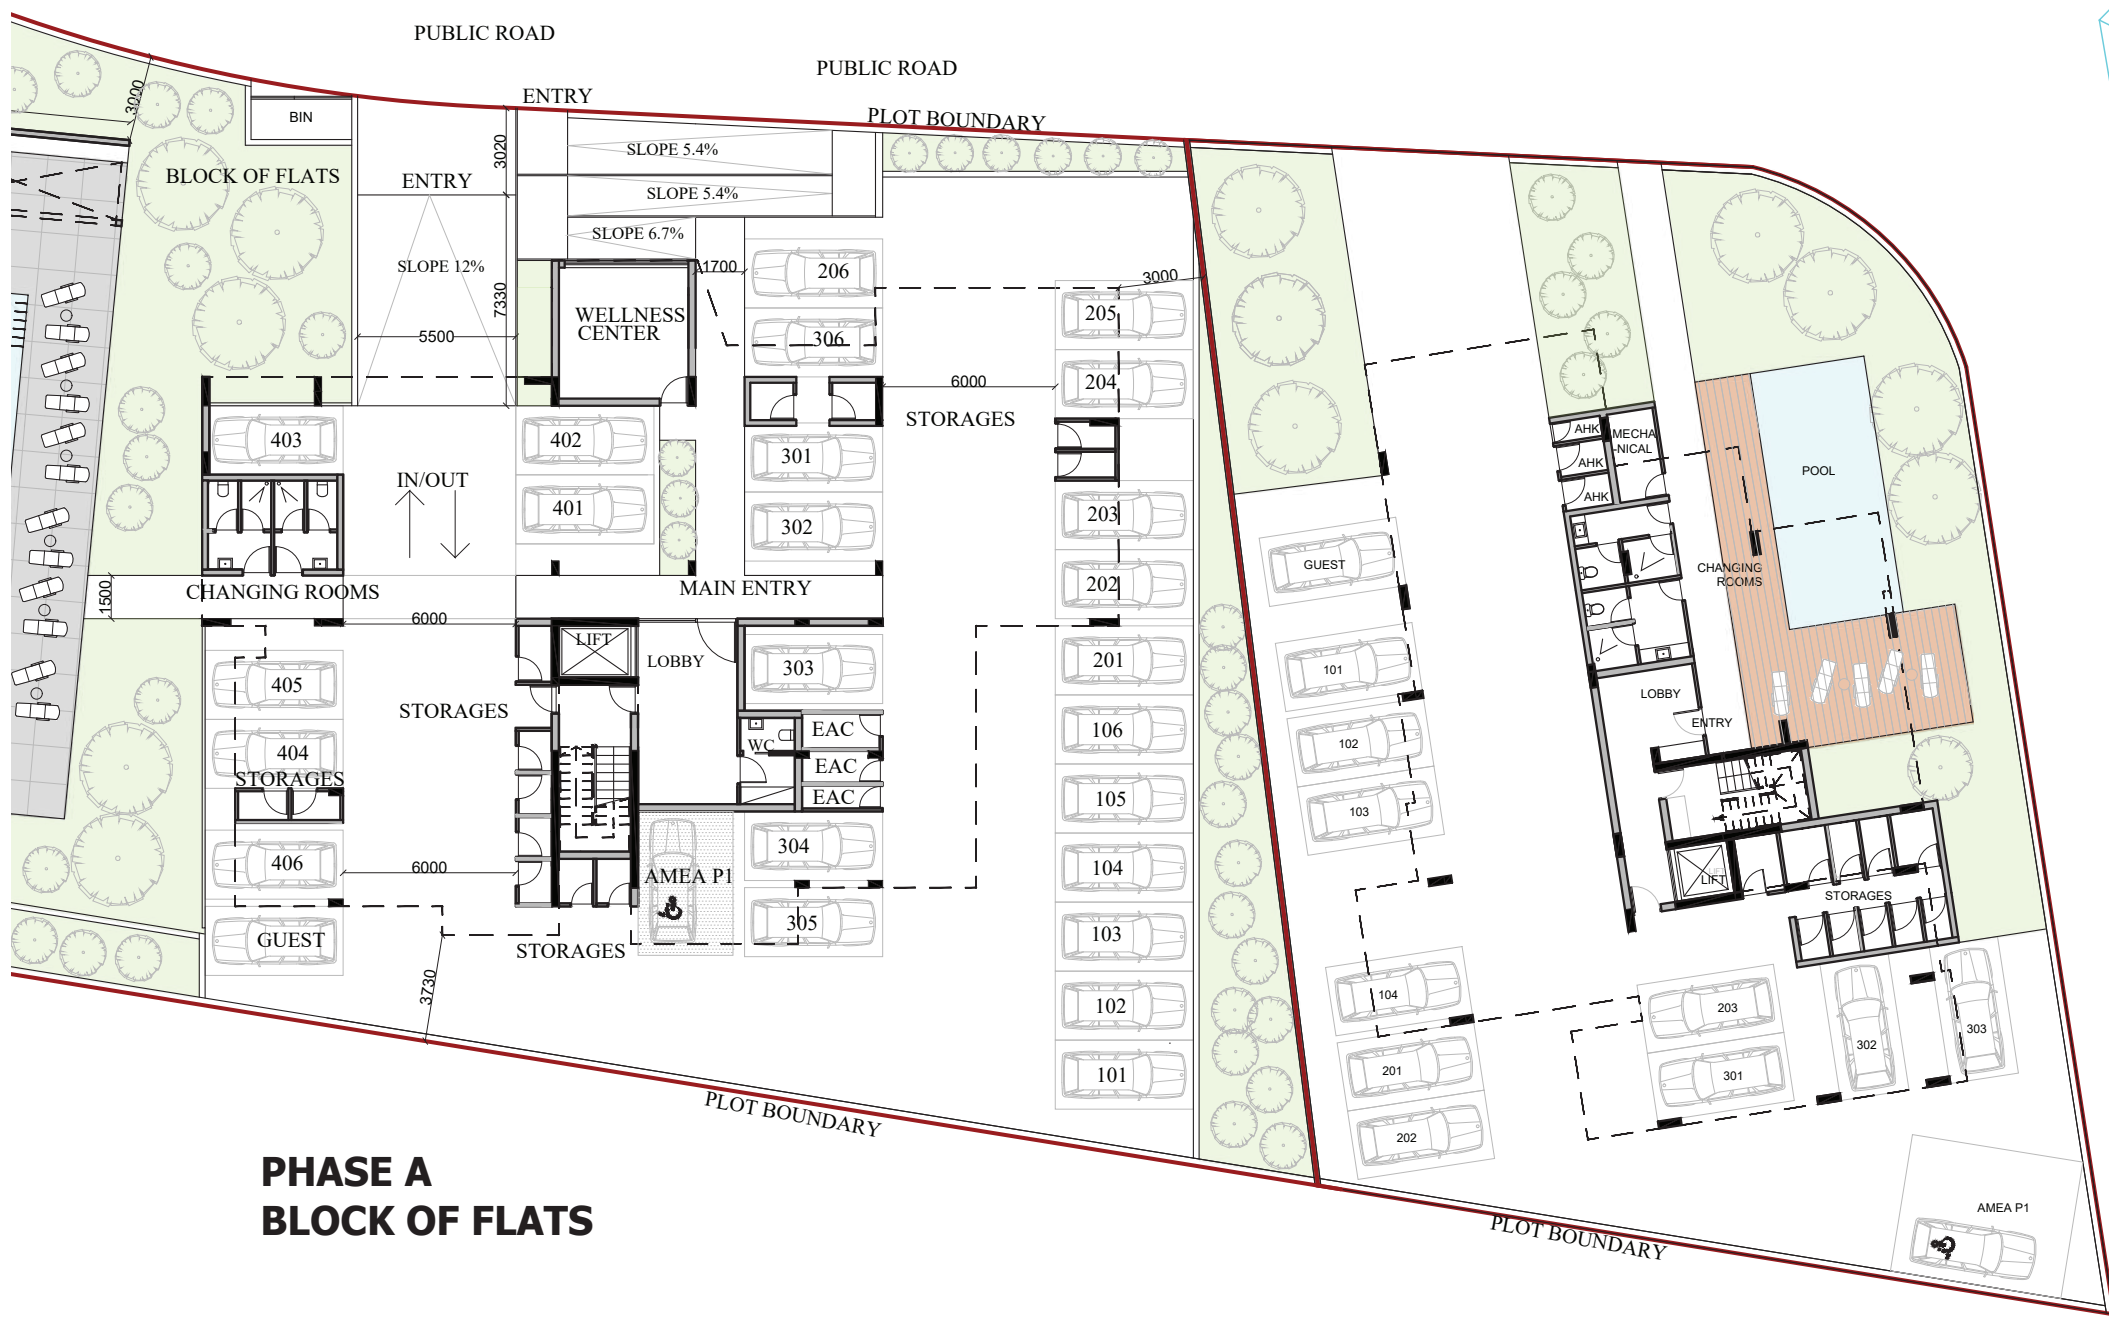 PUBLIC ROAD
PUBLIC ROAD
ENTRY
PLOT BOUNDARY
3000
BIN
3020
SLOPE 5.4%
BLOCK OF FLATS
ENTRY
SLOPE 5.4%
SLOPE 6.7%
SLOPE 12%
7330
1700
206
3000
WELLNESS
CENTER
205
5500
306
6000
204
STORAGES
403
402
301
AHK
MECHA
-NICAL
AHK
AHK
POOL
IN/OUT
401
302
203
GUEST
202
CHANGING
ROOMS
1500
CHANGING ROOMS
MAIN ENTRY
6000
LIFT
LOBBY
303
201
101
405
LOBBY
STORAGES
ENTRY
EAC
106
102
404
WC
EAC
STORAGES
EAC
105
103
406
6000
304
104
AMEA P1
LIFT
LIFT
STORAGES
GUEST
305
103
STORAGES
3730
102
104
203
302
303
101
201
301
PLOT BOUNDARY
202
PHASE A
BLOCK OF FLATS
AMEA P1
PLOT BOUNDARY